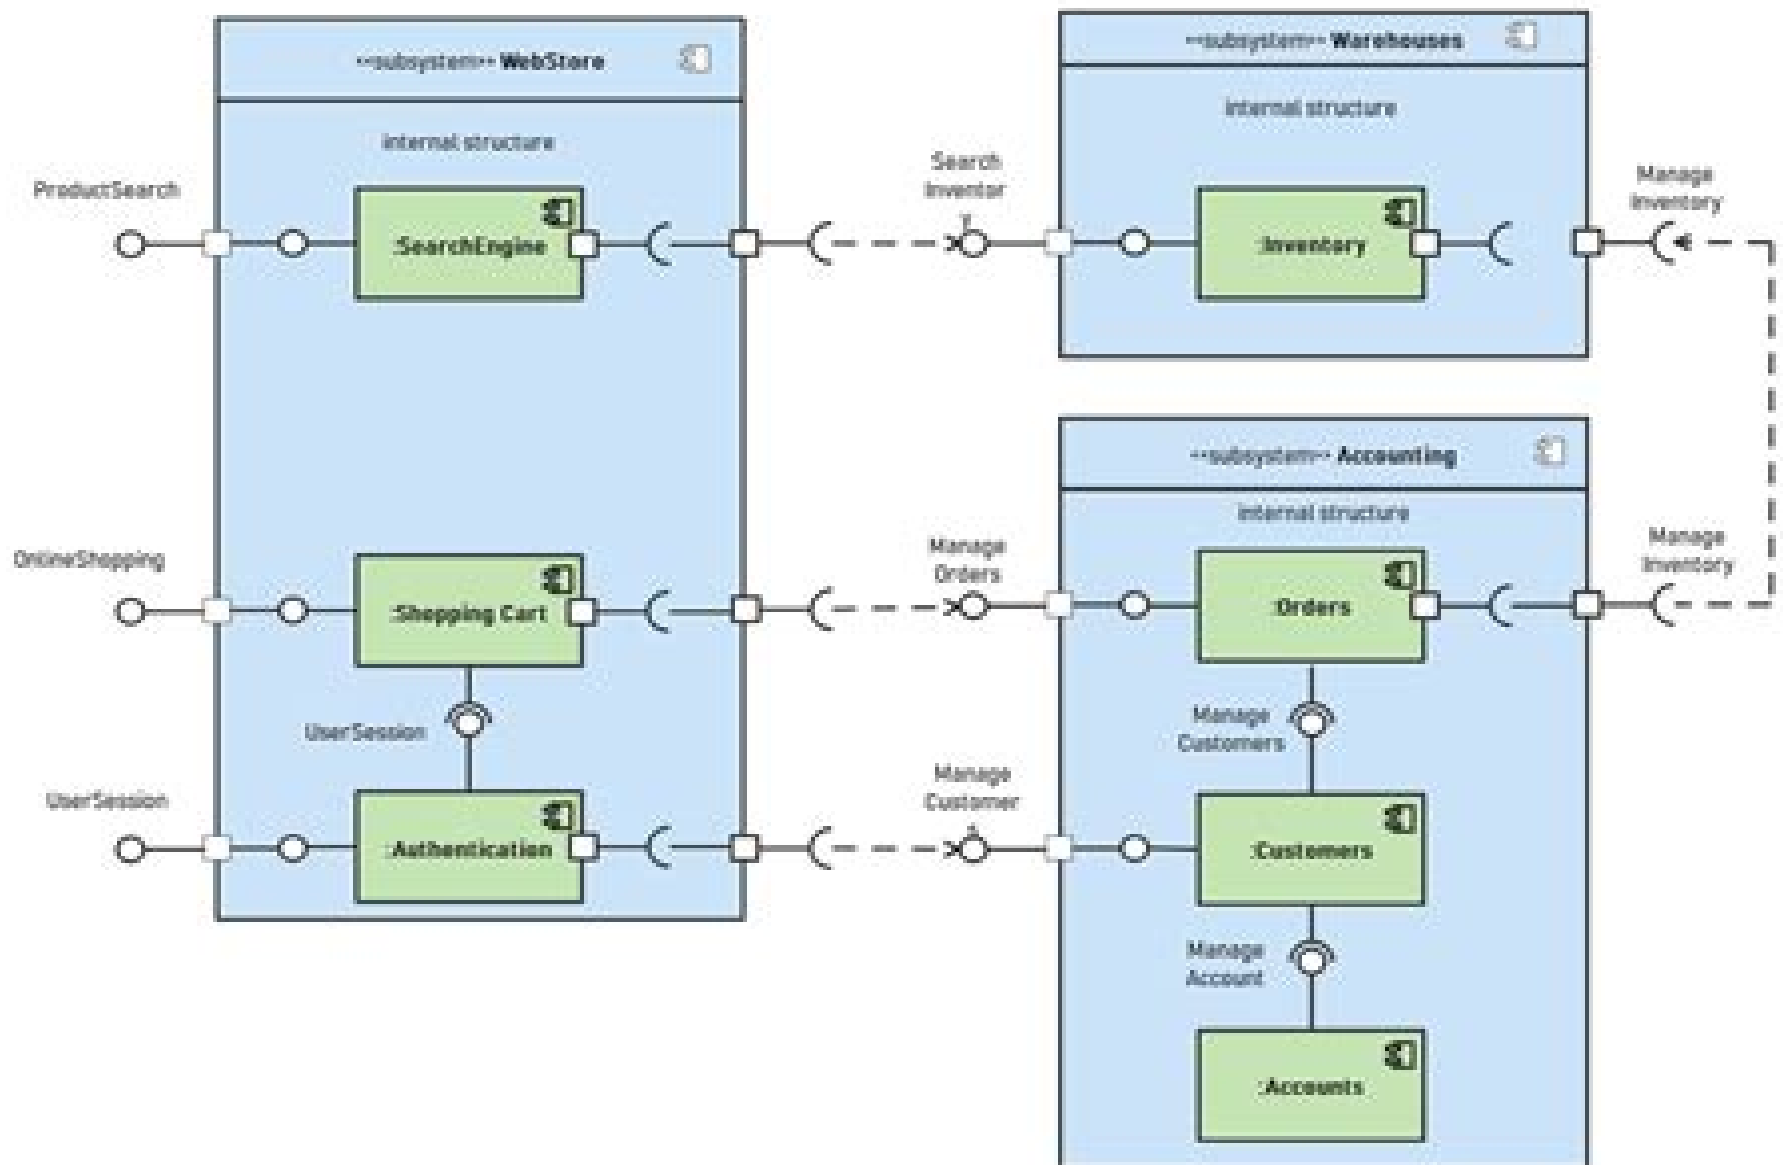 <<subsystem>> WebStore
internal structure
ProductSearch
:SearchEngine
OnlineShopping
:Shopping Cart
UserSession
UserSession
:Authentication
Search
Inventor
y
Manage
Orders
Manage
Customer
s
<<subsystem>> Warehouses
internal structure
:Inventory
Manage
Inventory
<<subsystem>> Accounting
internal structure
:Orders
Manage
Inventory
Manage
Customers
:Customers
Manage
Account
:Accounts